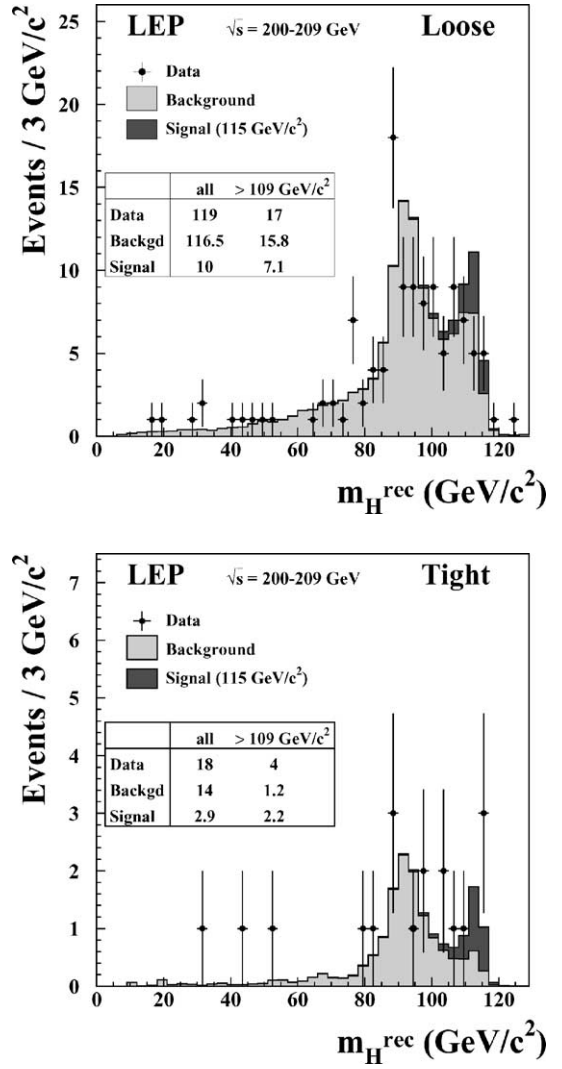 LEP √s = 200-209 GeV Loose
Data
Background
Signal (115 GeV/c²)
all > 109 GeV/c²
Data 119 17
Backgd 116.5 15.8
Signal 10 7.1
Events / 3 GeV/c²
25
20
15
10
5
0
0 20 40 60 80 100 120
m_H^rec (GeV/c²)
LEP √s = 200-209 GeV Tight
Data
Background
Signal (115 GeV/c²)
all > 109 GeV/c²
Data 18 4
Backgd 14 1.2
Signal 2.9 2.2
Events / 3 GeV/c²
7
6
5
4
3
2
1
0
0 20 40 60 80 100 120
m_H^rec (GeV/c²)